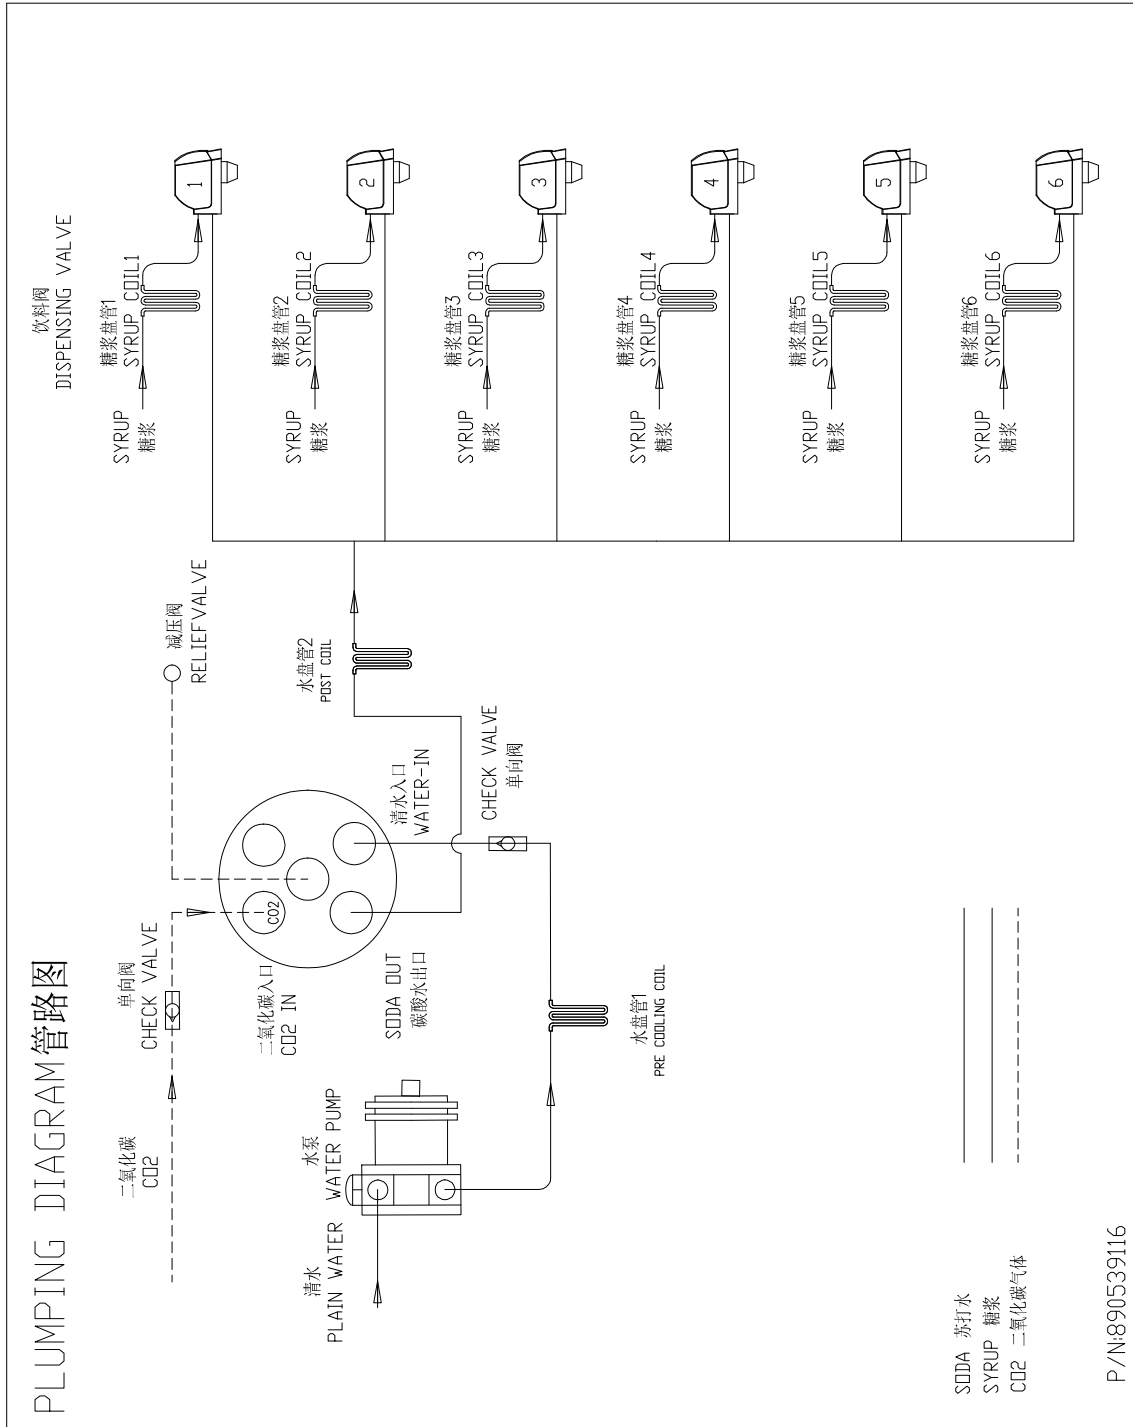 PLUMPING DIAGRAM管路图
饮料阀
DISPENSING VALVE
二氧化碳
CO2
单向阀
CHECK VALVE
减压阀
RELIEFVALVE
二氧化碳入口
CO2 IN
CO2
SODA OUT
碳酸水出口
清水入口
WATER-IN
水盘管2
POST COIL
CHECK VALVE
单向阀
清水
PLAIN WATER
水泵
WATER PUMP
水盘管1
PRE COOLING COIL
SYRUP
糖浆
糖浆盘管1
SYRUP COIL1
1
SYRUP
糖浆
糖浆盘管2
SYRUP COIL2
2
SYRUP
糖浆
糖浆盘管3
SYRUP COIL3
3
SYRUP
糖浆
糖浆盘管4
SYRUP COIL4
4
SYRUP
糖浆
糖浆盘管5
SYRUP COIL5
5
SYRUP
糖浆
糖浆盘管6
SYRUP COIL6
6
SODA 苏打水
SYRUP 糖浆
CO2 二氧化碳气体
P/N:890539116